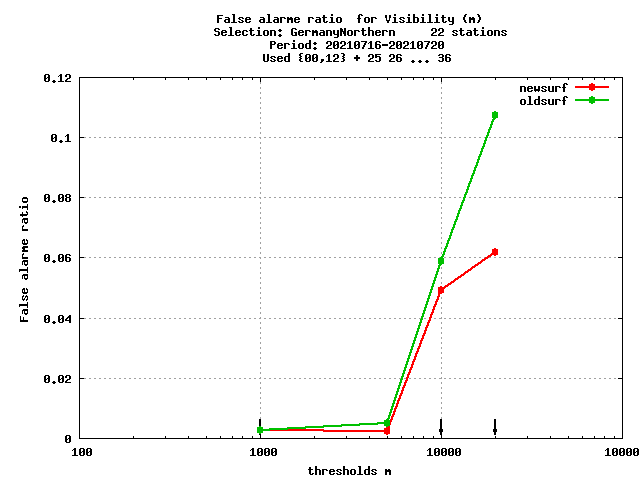 False alarme ratio  for Visibility (m)
Selection: GermanyNorthern     22 stations
Period: 20210716-20210720
Used {00,12} + 25 26 ... 36
newsurf
oldsurf
0.12
0.1
0.08
0.06
0.04
0.02
0
False alarme ratio
100 1000 10000 10000
thresholds m